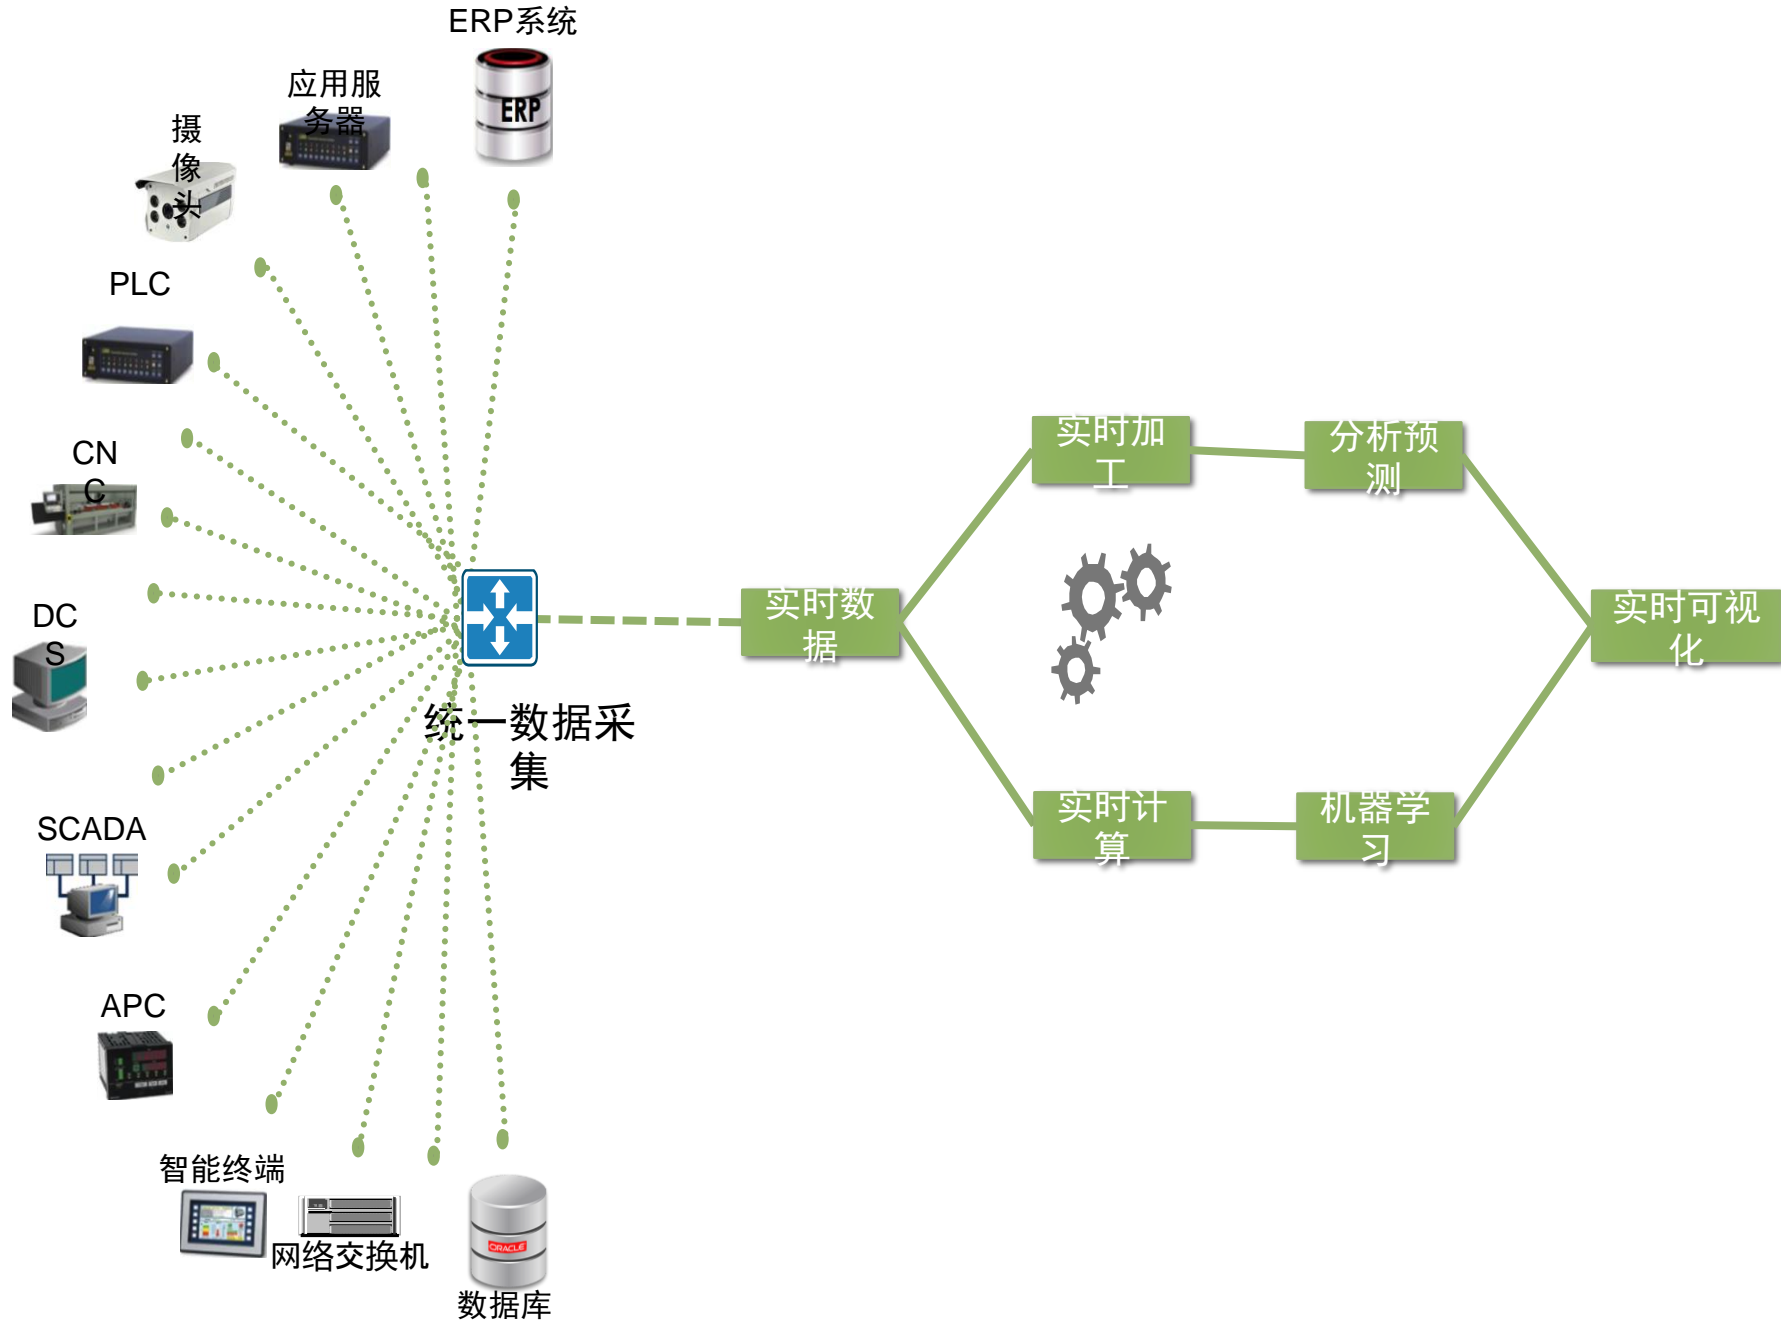 ERP系统
ERP
应用服
务器
摄
像
头
PLC
CN
C
DC
S
SCADA
APC
智能终端
网络交换机
ORACLE
数据库
统一数据采
集
实时数
据
实时加
工
分析预
测
实时计
算
机器学
习
实时可视
化